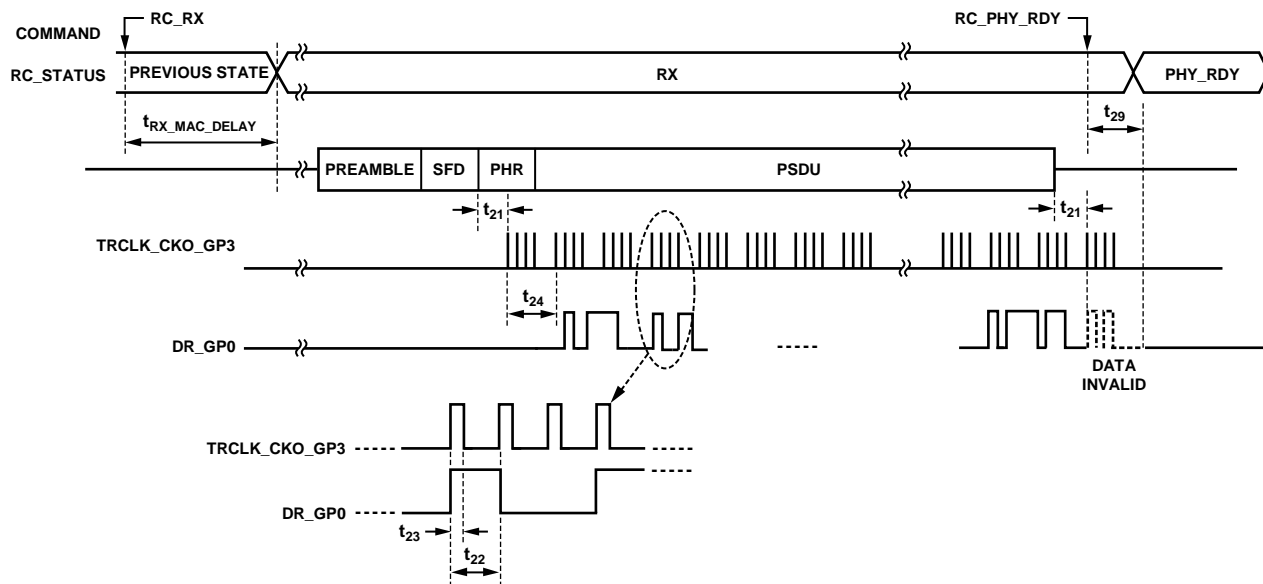 RC_RX
RC_PHY_RDY
COMMAND
RC_STATUS
PREVIOUS STATE
RX
PHY_RDY
tRX_MAC_DELAY
t29
PREAMBLE
SFD
PHR
PSDU
t21
t21
TRCLK_CKO_GP3
t24
DR_GP0
DATA
INVALID
TRCLK_CKO_GP3
DR_GP0
t23
t22